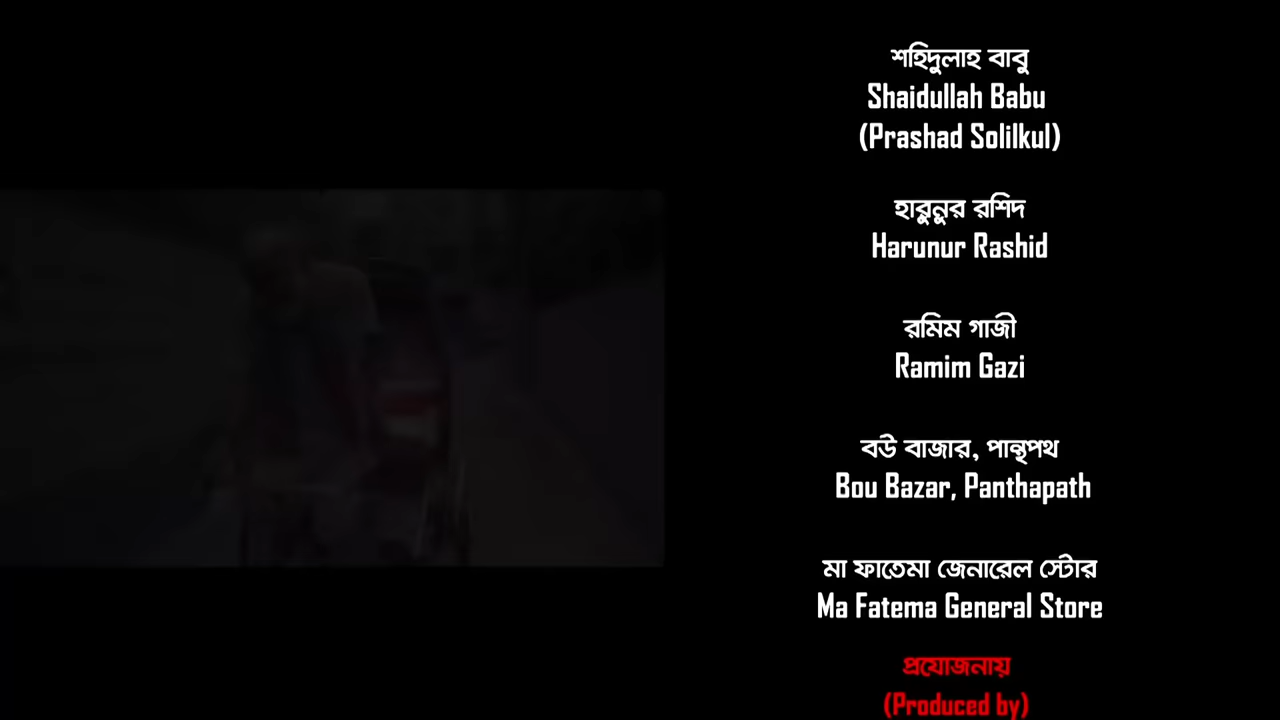 শহিদুলাহ বাবু
Shaidullah Babu
(Prashad Solilkul)
হারুনুর রশিদ
Harunur Rashid
রমিম গাজী
Ramim Gazi
বউ বাজার, পান্থপথ
Bou Bazar, Panthapath
মা ফাতেমা জেনারেল স্টোর
Ma Fatema General Store
প্রযোজনায়
(Produced by)